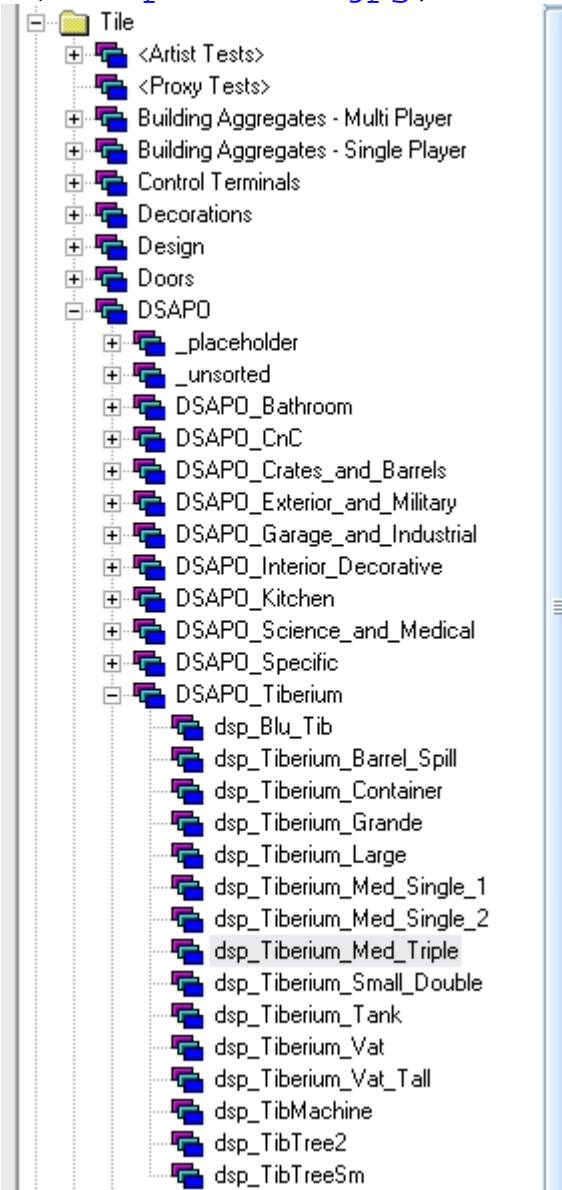 Tile
<Artist Tests>
<Proxy Tests>
Building Aggregates - Multi Player
Building Aggregates - Single Player
Control Terminals
Decorations
Design
Doors
DSAPO
_placeholder
_unsorted
DSAPO_Bathroom
DSAPO_CnC
DSAPO_Crates_and_Barrels
DSAPO_Exterior_and_Military
DSAPO_Garage_and_Industrial
DSAPO_Interior_Decorative
DSAPO_Kitchen
DSAPO_Science_and_Medical
DSAPO_Specific
DSAPO_Tiberium
dsp_Blu_Tib
dsp_Tiberium_Barrel_Spill
dsp_Tiberium_Container
dsp_Tiberium_Grande
dsp_Tiberium_Large
dsp_Tiberium_Med_Single_1
dsp_Tiberium_Med_Single_2
dsp_Tiberium_Med_Triple
dsp_Tiberium_Small_Double
dsp_Tiberium_Tank
dsp_Tiberium_Vat
dsp_Tiberium_Vat_Tall
dsp_TibMachine
dsp_TibTree2
dsp_TibTreeSm